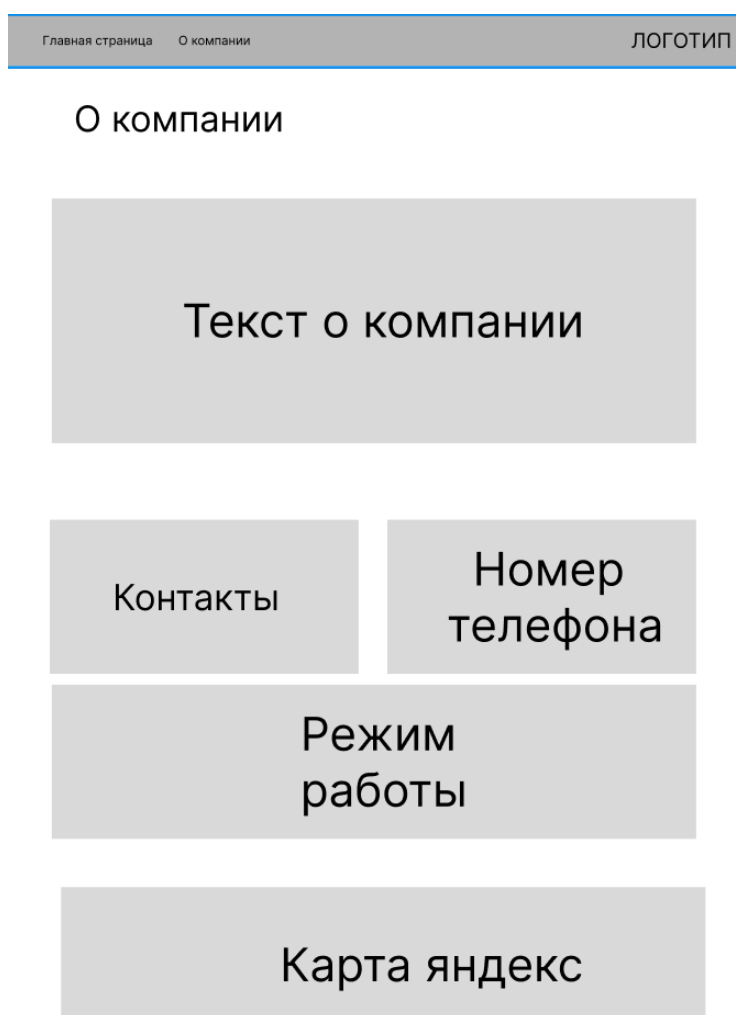 Главная страница О компании ЛОГОТИП
О компании
Текст о компании
Контакты
Номер
телефона
Режим
работы
Карта яндекс